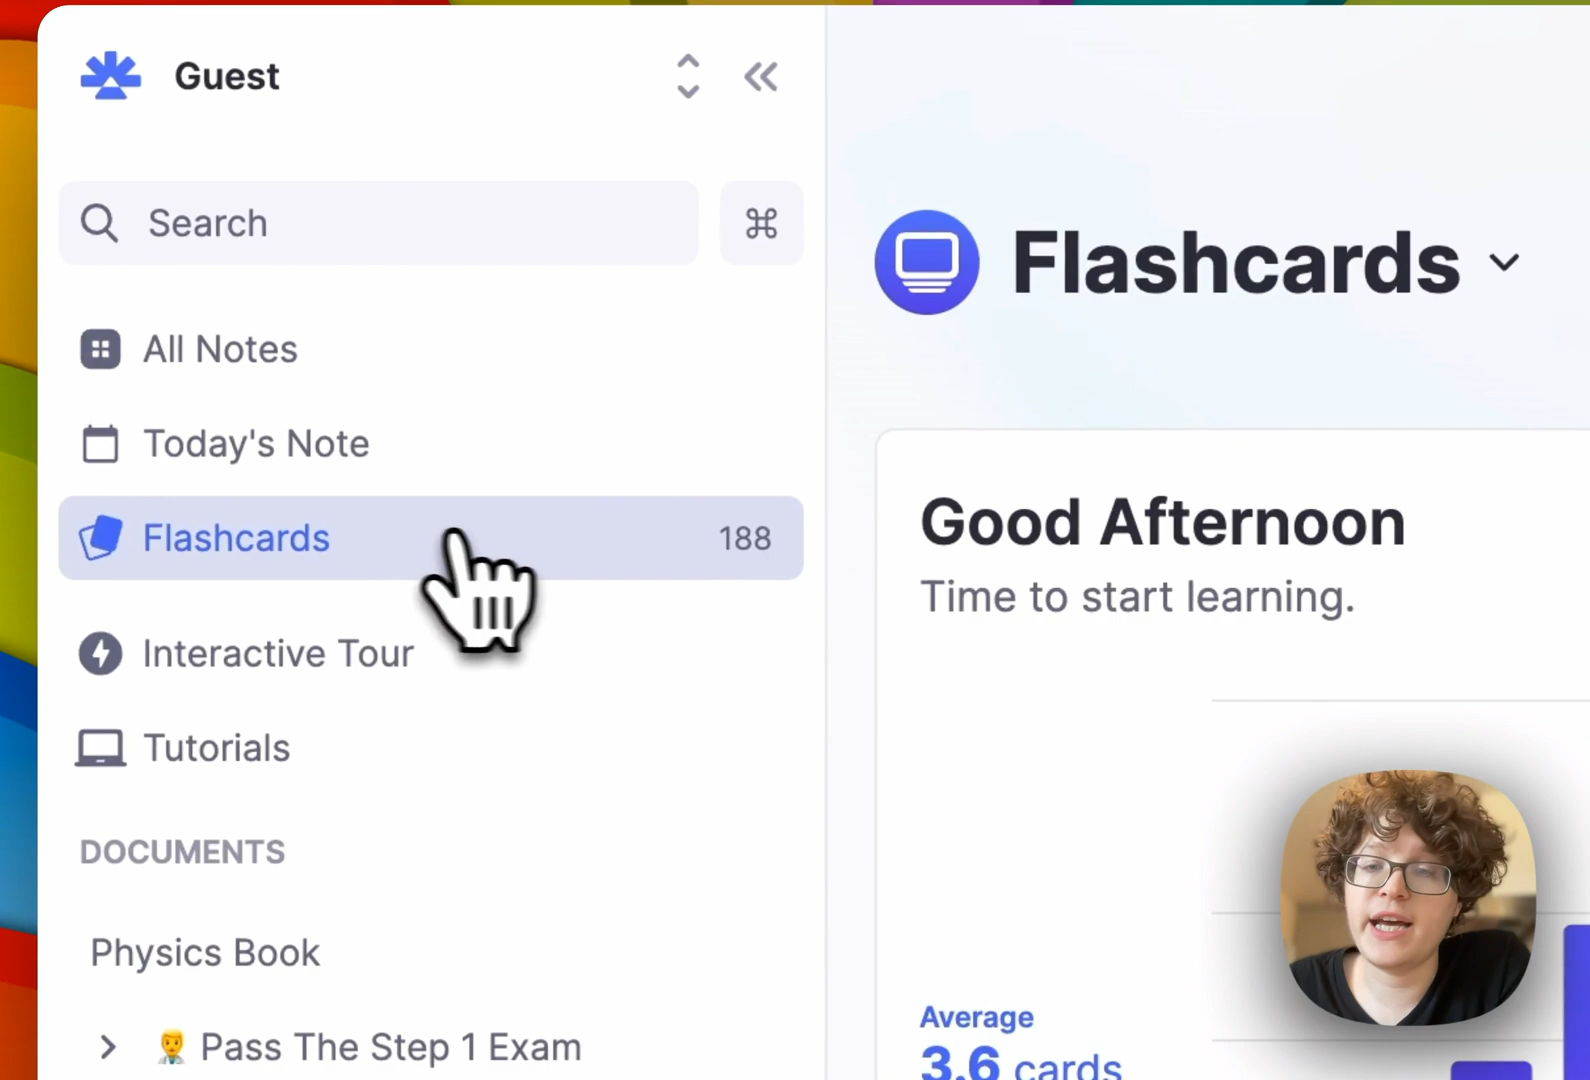 Guest
Search
All Notes
Today's Note
Flashcards 188
Interactive Tour
Tutorials
DOCUMENTS
Physics Book
Pass The Step 1 Exam
Flashcards
Good Afternoon
Time to start learning.
Average
3.6 cards